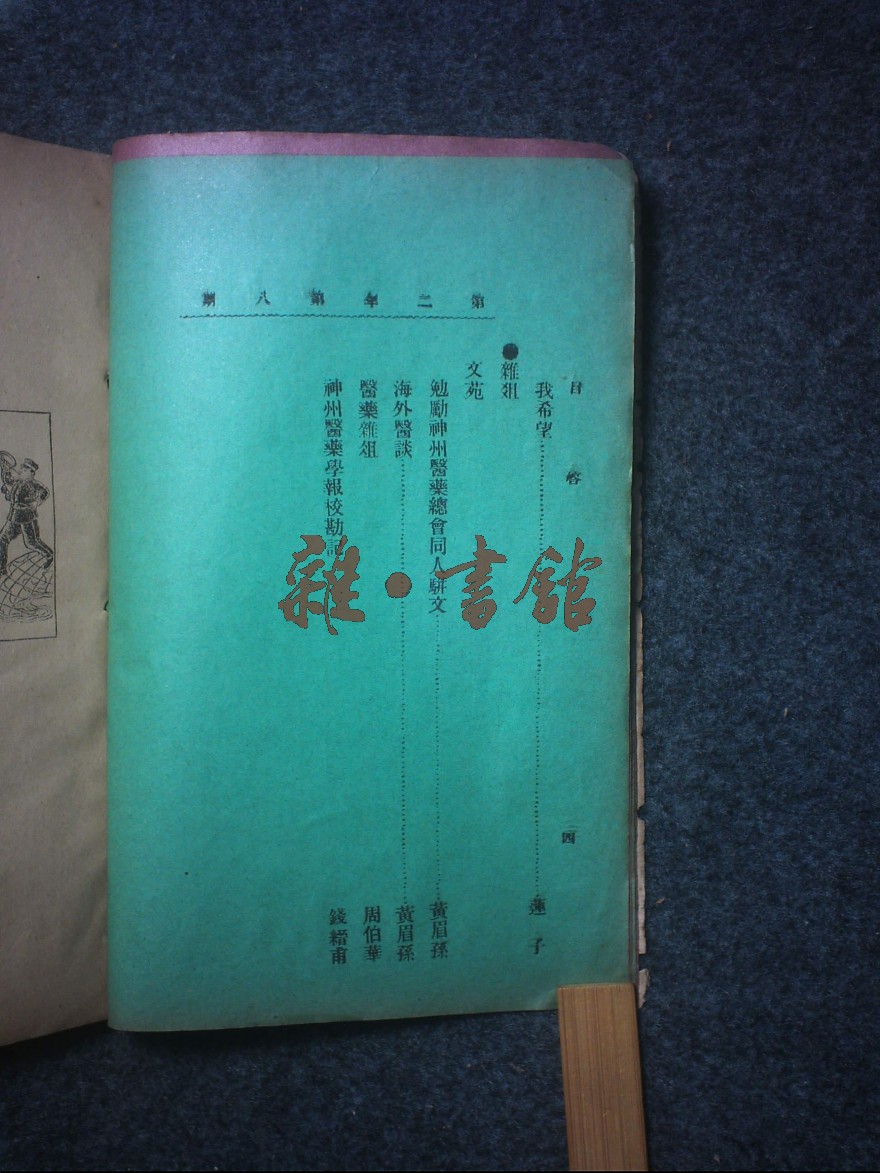 第二年第八期
目 四
我希望 蓮子
●雜俎
文苑
勉勵神州醫藥總會同人駢文 黃眉孫
海外醫談 黃眉孫
醫藥雜俎 周伯華
神州醫藥學報校勘記 錢縉甫
雜·書館